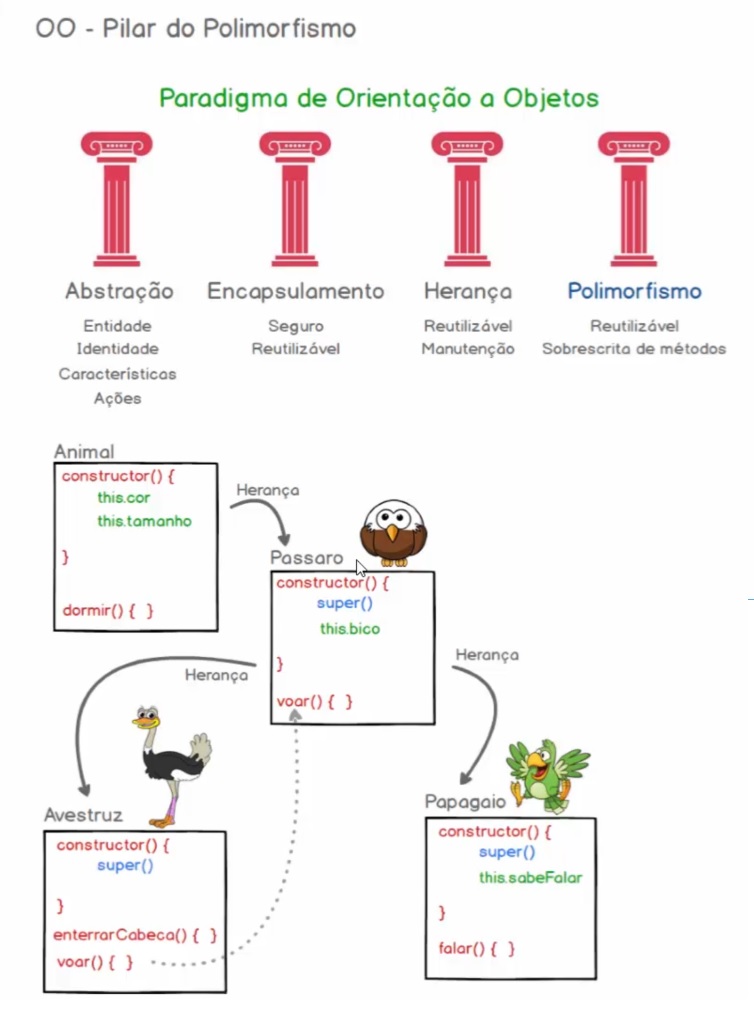 OO - Pilar do Polimorfismo
Paradigma de Orientação a Objetos
Abstração
Entidade
Identidade
Características
Ações
Encapsulamento
Seguro
Reutilizável
Herança
Reutilizável
Manutenção
Polimorfismo
Reutilizável
Sobrescrita de métodos
Animal
constructor() {
this.cor
this.tamanho
}
dormir() {  }
Herança
Passaro
constructor() {
super()
this.bico
}
voar() {  }
Herança
Herança
Avestruz
constructor() {
super()
}
enterrarCabeca() {  }
voar() {  }
Papagaio
constructor() {
super()
this.sabeFalar
}
falar() {  }